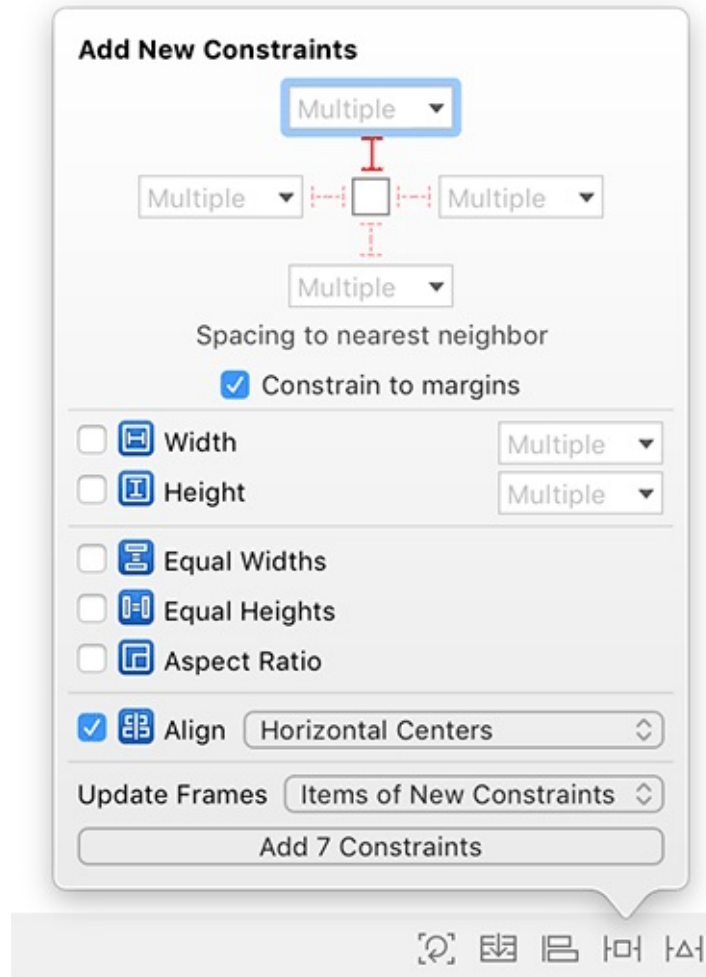 Add New Constraints
Multiple
Multiple Multiple
Multiple
Spacing to nearest neighbor
Constrain to margins
Width Multiple
Height Multiple
Equal Widths
Equal Heights
Aspect Ratio
Align Horizontal Centers
Update Frames Items of New Constraints
Add 7 Constraints